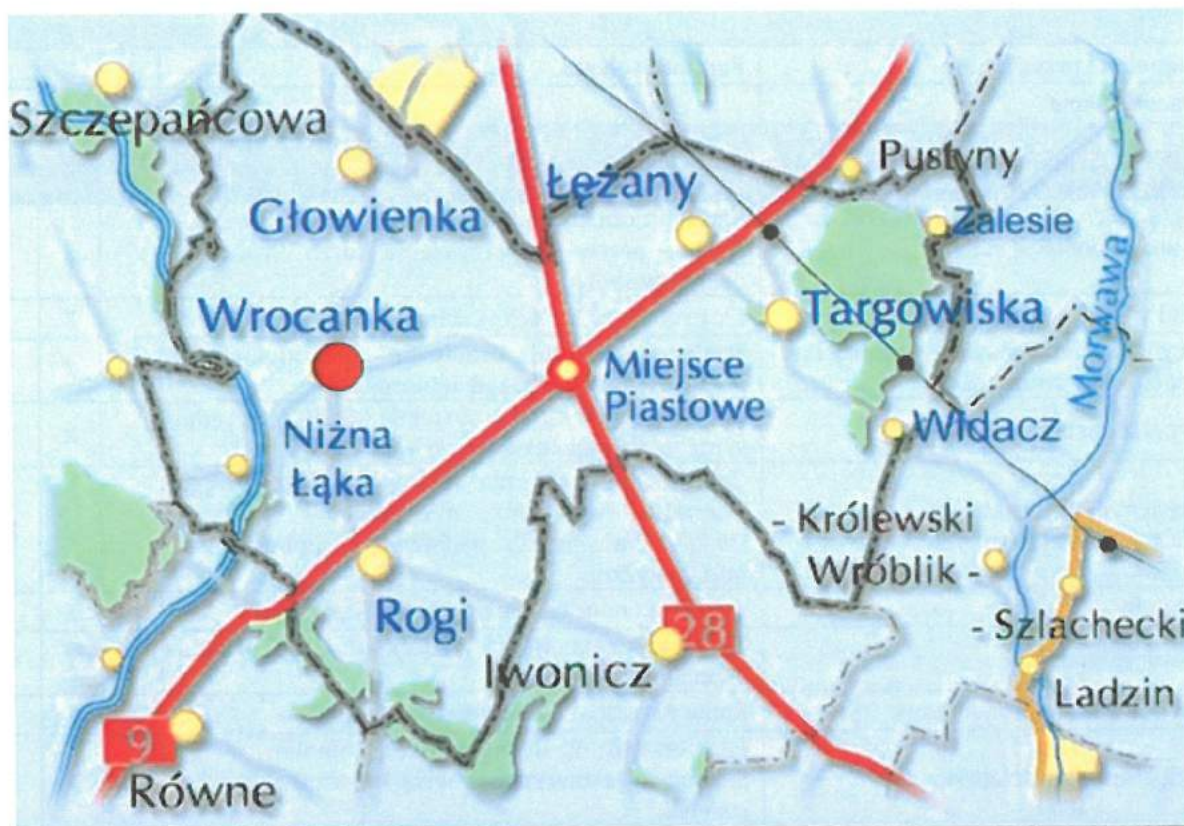 Szczepańcowa
Głowienka
Łężany
Pustyny
Zalesie
Wrocanka
Targowiska
Morwawa
Miejsce
Piastowe
Niżna
Łąka
Widacz
- Królewski
Wróblik -
Rogi
28
- Szlachecki
Iwonicz
Ladzin
9
Równe